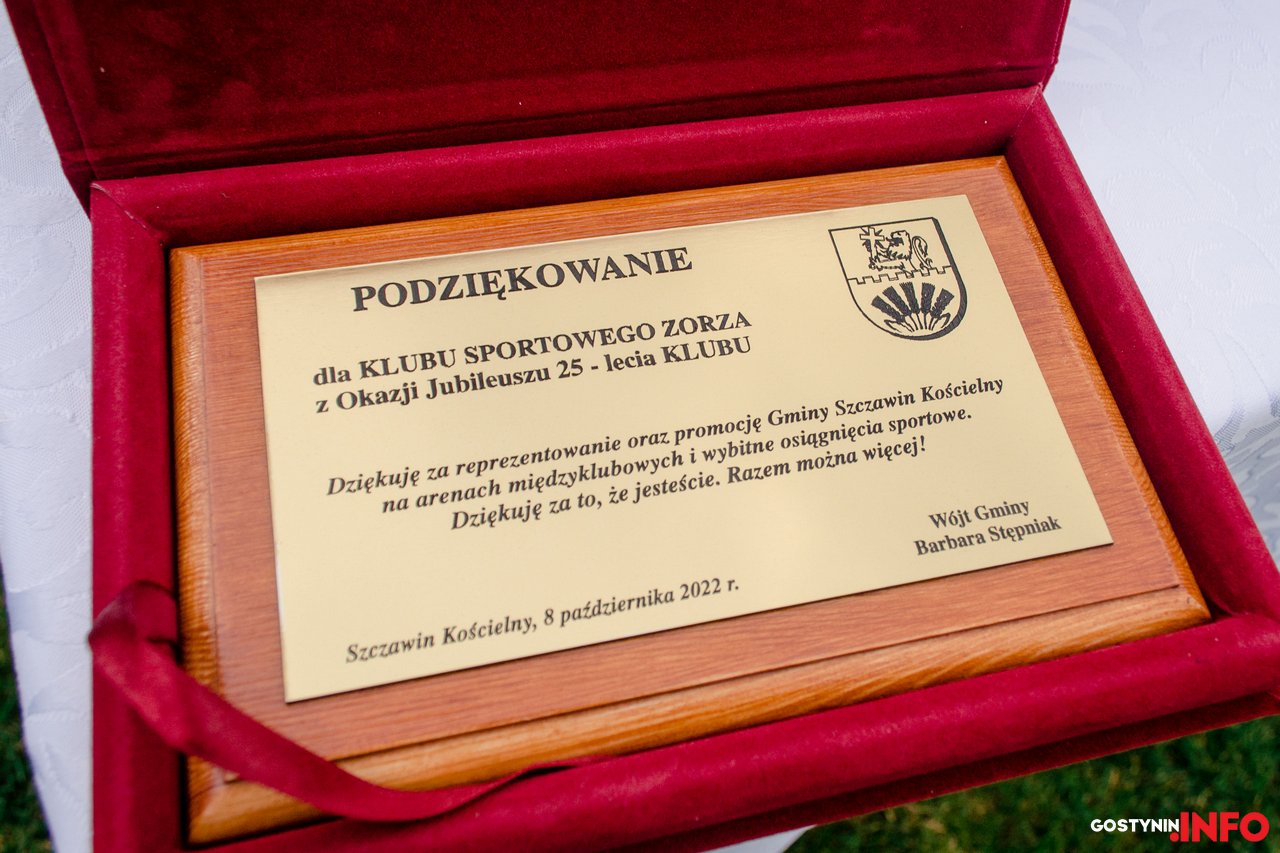 PODZIĘKOWANIE
dla KLUBU SPORTOWEGO ZORZA
z Okazji Jubileuszu 25 - lecia KLUBU
Dziękuję za reprezentowanie oraz promocję Gminy Szczawin Kościelny
na arenach międzyklubowych i wybitne osiągnięcia sportowe.
Dziękuję za to, że jesteście. Razem można więcej!
Wójt Gminy
Barbara Stępniak
Szczawin Kościelny, 8 października 2022 r.
GOSTYNIN.INFO